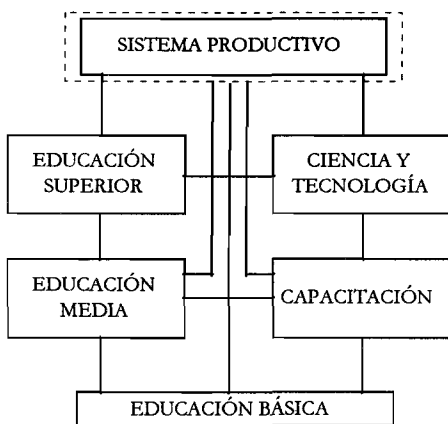 SISTEMA PRODUCTIVO
EDUCACIÓN
SUPERIOR
CIENCIA Y
TECNOLOGÍA
EDUCACIÓN
MEDIA
CAPACITACIÓN
EDUCACIÓN BÁSICA